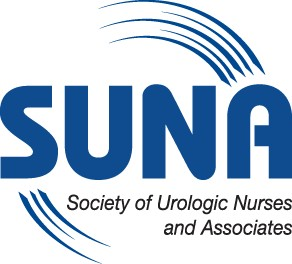 SUNA
Society of Urologic Nurses
and Associates